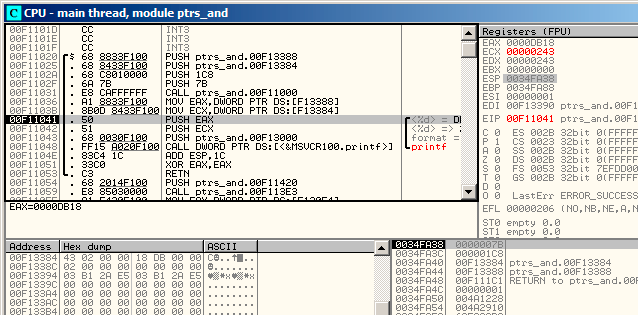 C CPU - main thread, module ptrs_and
00F1101D CC INT3
00F1101E CC INT3
00F1101F CC INT3
00F11020 $ 68 8833F100 PUSH ptrs_and.00F13388
00F11025 . 68 8433F100 PUSH ptrs_and.00F13384
00F1102A . 68 C8010000 PUSH 1C8
00F1102F . 6A 7B PUSH 7B
00F11031 . E8 CAFFFFFF CALL ptrs_and.00F11000
00F11036 . A1 8833F100 MOV EAX,DWORD PTR DS:[F13388]
00F1103B . 8B0D 8433F100 MOV ECX,DWORD PTR DS:[F13384]
00F11041 . 50 PUSH EAX
00F11042 . 51 PUSH ECX
00F11043 . 68 0030F100 PUSH ptrs_and.00F13000
00F11048 . FF15 A020F100 CALL DWORD PTR DS:[<&MSVCR100.printf>]
00F1104E . 83C4 1C ADD ESP,1C
00F11051 . 33C0 XOR EAX,EAX
00F11053 . C3 RETN
00F11054 . 68 2014F100 PUSH ptrs_and.00F11420
00F11059 . E8 85030000 CALL ptrs_and.00F113E3
<%d> = D
<%d> =>
format =
printf
EAX=0000DB18
Registers (FPU)
EAX 0000DB18
ECX 00000243
EDX 00000000
EBX 00000000
ESP 0034FA38
ESI 00000001
EDI 00F13390 ptrs_and.
EIP 00F11041 ptrs_and.
C 0 ES 002B 32bit 0(FFFFF
P 1 CS 0023 32bit 0(FFFFF
A 0 SS 002B 32bit 0(FFFFF
Z 0 DS 002B 32bit 0(FFFFF
S 0 FS 0053 32bit 7EFDD00
T 0 GS 002B 32bit 0(FFFFF
D 0
O 0 LastErr ERROR_SUCCESS
EFL 00000206 (NO,NB,NE,A,N
ST0 empty 0.0
ST1 empty 0.0
Address Hex dump ASCII
00F13384 43 02 00 00 18 DB 00 00
00F1338C 02 00 00 00 01 00 00 00
00F13394 03 B1 2A E5 03 B1 2A E5
00F1339C 00 00 00 00 00 00 00 00
00F133A4 00 00 00 00 00 00 00 00
00F133AC 00 00 00 00 00 00 00 00
00F133B4 00 00 00 00 00 00 00 00
0034FA38 0000007B
0034FA3C 000001C8
0034FA40 00F13384 ptrs_and.00F13384
0034FA44 00F13388 ptrs_and.00F13388
0034FA48 00F111C1 RETURN to ptrs_and.00F
0034FA4C 00000001
0034FA50 004A1228
0034FA54 004A2910